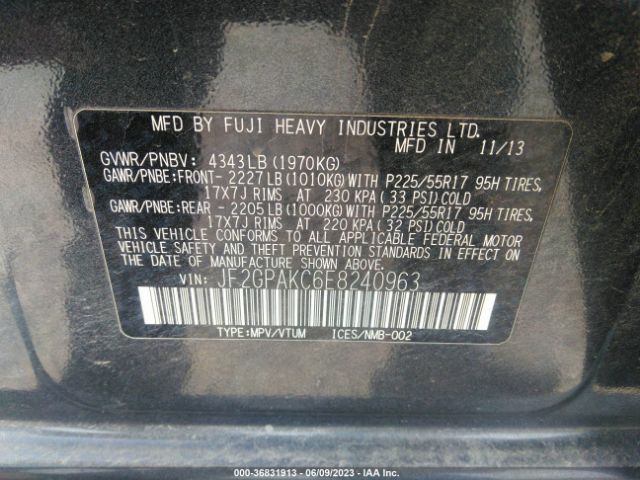 MFD BY FUJI HEAVY INDUSTRIES LTD.
MFD IN 11/13
GVWR/PNBV: 4343LB(1970KG)
GAWR/PNBE:FRONT- 2227LB(1010KG)WITH P225/55R17 95H TIRES,
17X7J RIMS AT 230 KPA( 33 PSI)COLD
GAWR/PNBE:REAR - 2205LB(1000KG)WITH P225/55R17 95H TIRES,
17X7J RIMS AT 220 KPA( 32 PSI)COLD
THIS VEHICLE CONFORMS TO ALL APPLICABLE FEDERAL MOTOR
VEHICLE SAFETY AND THEFT PREVENTION STANDARDS IN EFFECT ON
THE DATE OF MANUFACTURE SHOWN ABOVE.
VIN: JF2GPAKC6E8240963
TYPE:MPV/VTUM ICES/NMB-002
© - 36831913 - 06/09/2023 - IAA Inc.